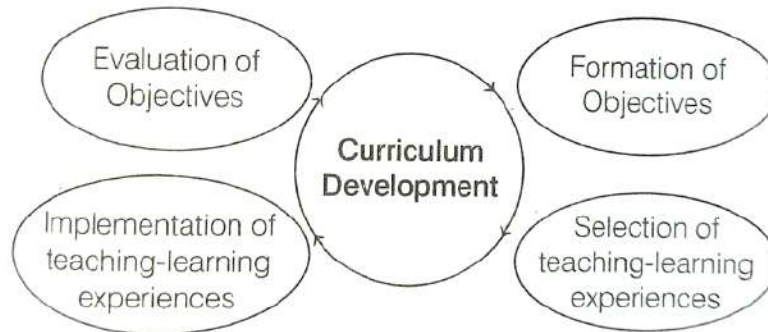 Evaluation of
Objectives
Formation of
Objectives
Curriculum
Development
Implementation of
teaching-learning
experiences
Selection of
teaching-learning
experiences